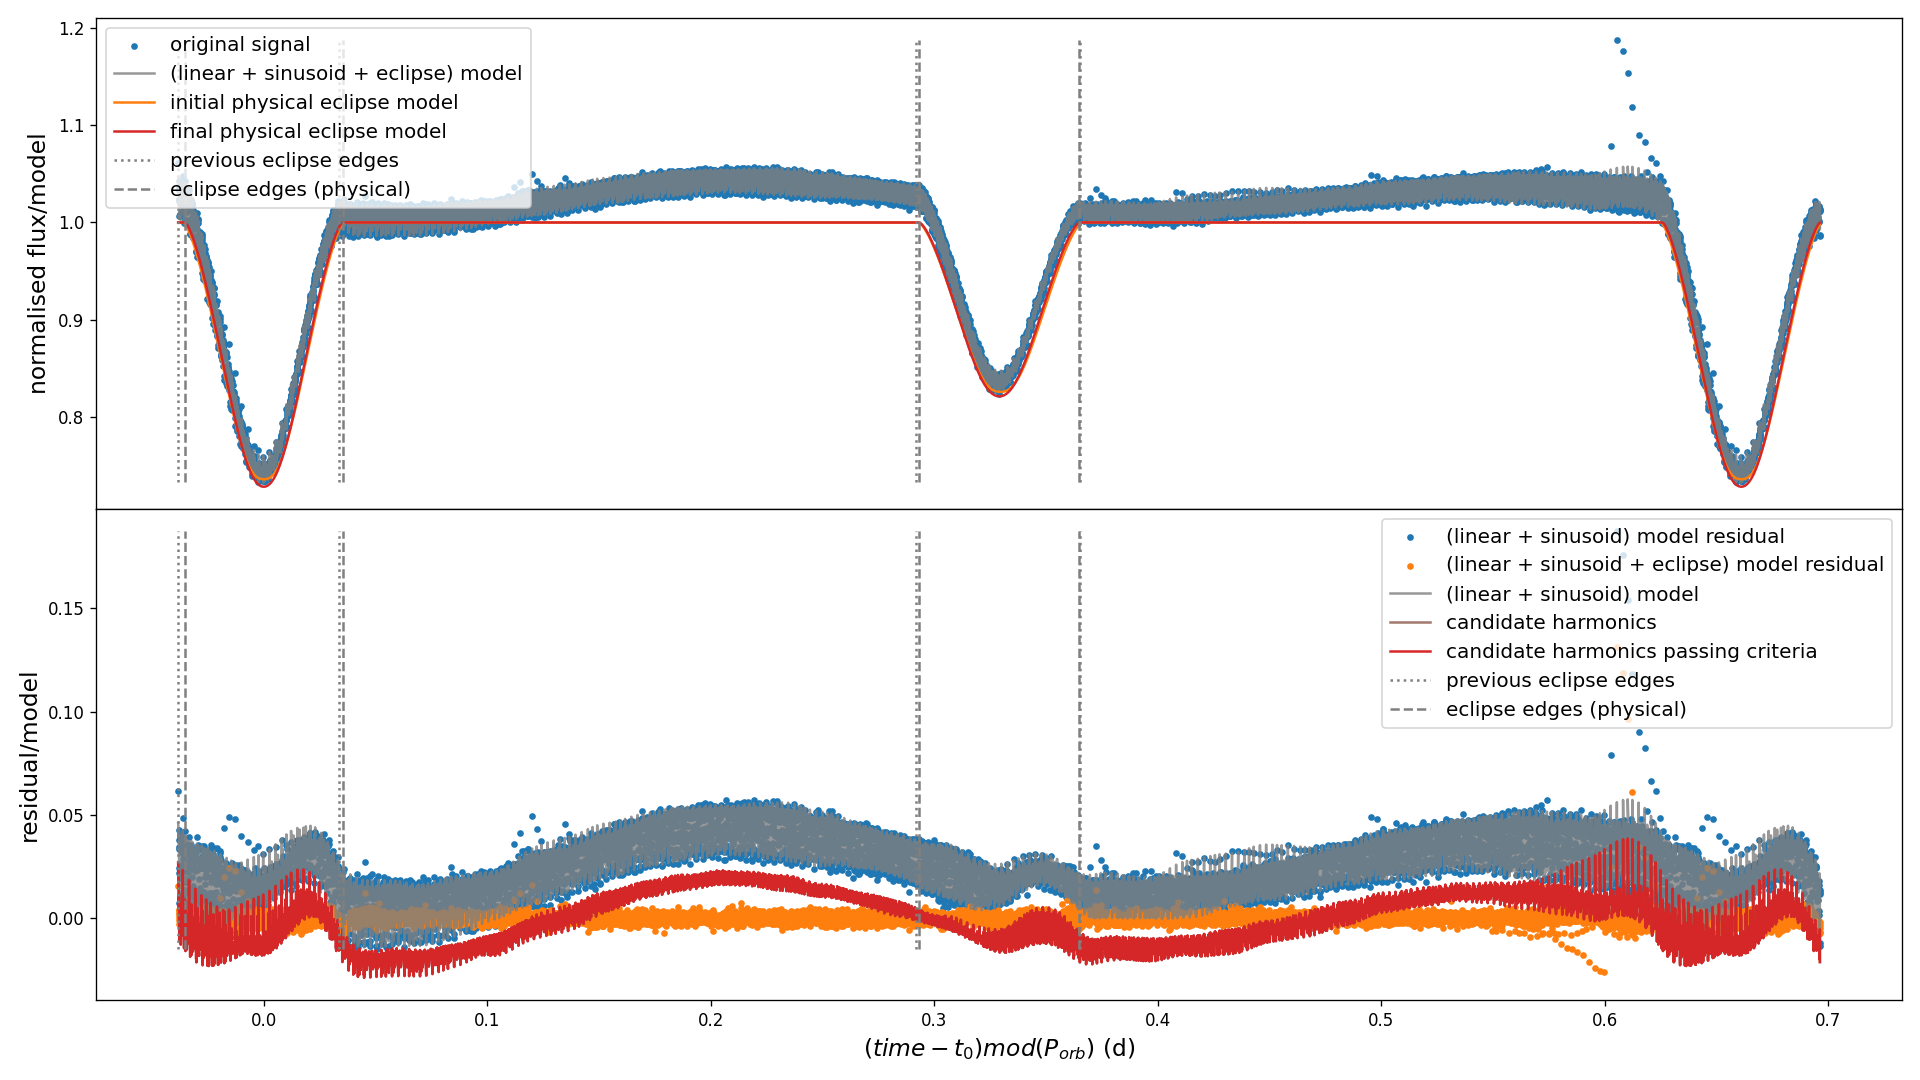 1.2
1.1
1.0
0.9
0.8
normalised flux/model
original signal
(linear + sinusoid + eclipse) model
initial physical eclipse model
final physical eclipse model
previous eclipse edges
eclipse edges (physical)
0.15
0.10
0.05
0.00
residual/model
(linear + sinusoid) model residual
(linear + sinusoid + eclipse) model residual
(linear + sinusoid) model
candidate harmonics
candidate harmonics passing criteria
previous eclipse edges
eclipse edges (physical)
0.0 0.1 0.2 0.3 0.4 0.5 0.6 0.7
(time − t₀)mod(Pₒᵣb) (d)